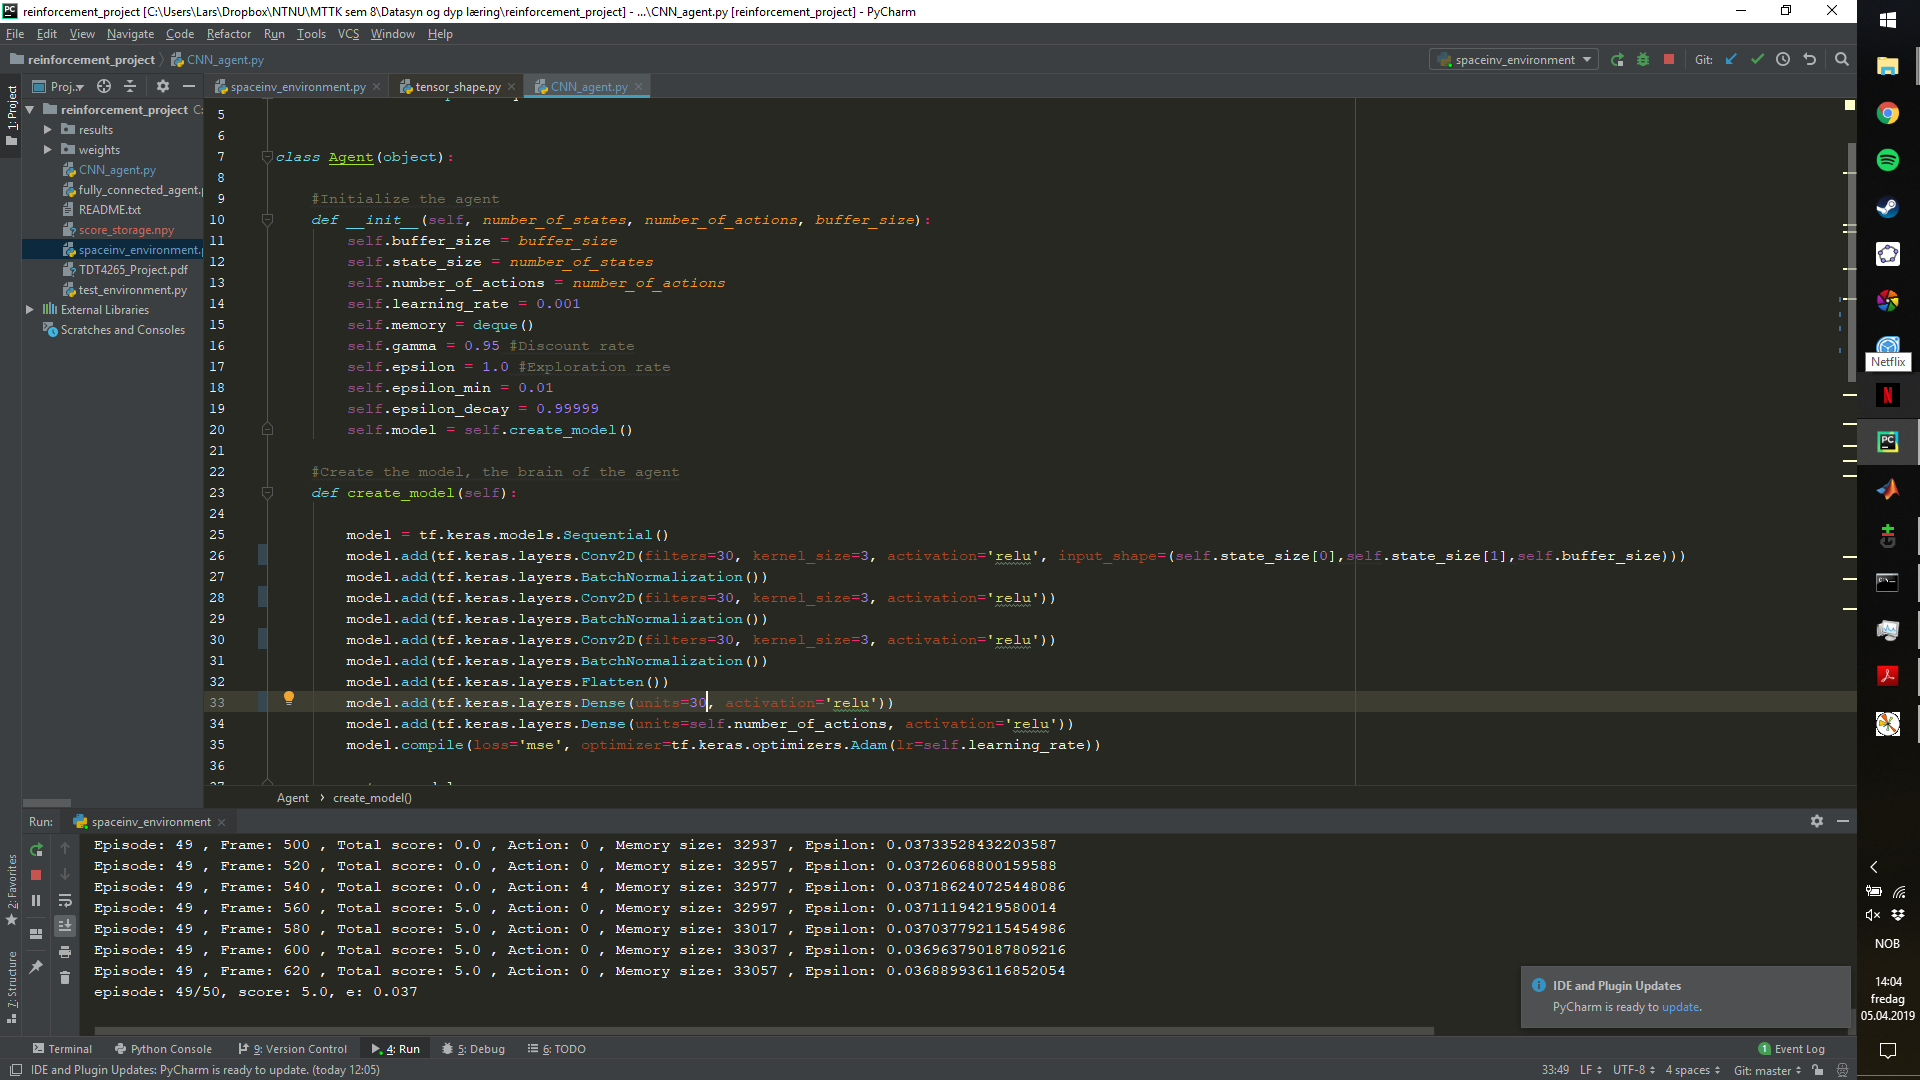 reinforcement_project [C:\Users\Lars\Dropbox\NTNU\MTTK sem 8\Datasyn og dyp læring\reinforcement_project] - ...\CNN_agent.py [reinforcement_project] - PyCharm
File Edit View Navigate Code Refactor Run Tools VCS Window Help
reinforcement_project CNN_agent.py
spaceinv_environment Git:
Proj..
spaceinv_environment.py tensor_shape.py CNN_agent.py
1: Project
reinforcement_project C:
results
weights
CNN_agent.py
fully_connected_agent.
README.txt
score_storage.npy
spaceinv_environment.
TDT4265_Project.pdf
test_environment.py
External Libraries
Scratches and Consoles
5
6
7 class Agent(object):
8
9 #Initialize the agent
10 def __init__(self, number_of_states, number_of_actions, buffer_size):
11 self.buffer_size = buffer_size
12 self.state_size = number_of_states
13 self.number_of_actions = number_of_actions
14 self.learning_rate = 0.001
15 self.memory = deque()
16 self.gamma = 0.95 #Discount rate
17 self.epsilon = 1.0 #Exploration rate
18 self.epsilon_min = 0.01
19 self.epsilon_decay = 0.99999
20 self.model = self.create_model()
21
22 #Create the model, the brain of the agent
23 def create_model(self):
24
25 model = tf.keras.models.Sequential()
26 model.add(tf.keras.layers.Conv2D(filters=30, kernel_size=3, activation='relu', input_shape=(self.state_size[0],self.state_size[1],self.buffer_size)))
27 model.add(tf.keras.layers.BatchNormalization())
28 model.add(tf.keras.layers.Conv2D(filters=30, kernel_size=3, activation='relu'))
29 model.add(tf.keras.layers.BatchNormalization())
30 model.add(tf.keras.layers.Conv2D(filters=30, kernel_size=3, activation='relu'))
31 model.add(tf.keras.layers.BatchNormalization())
32 model.add(tf.keras.layers.Flatten())
33 model.add(tf.keras.layers.Dense(units=30, activation='relu'))
34 model.add(tf.keras.layers.Dense(units=self.number_of_actions, activation='relu'))
35 model.compile(loss='mse', optimizer=tf.keras.optimizers.Adam(lr=self.learning_rate))
36
Agent › create_model()
Run: spaceinv_environment
Episode: 49 , Frame: 500 , Total score: 0.0 , Action: 0 , Memory size: 32937 , Epsilon: 0.03733528432203587
Episode: 49 , Frame: 520 , Total score: 0.0 , Action: 0 , Memory size: 32957 , Epsilon: 0.03726068800159588
Episode: 49 , Frame: 540 , Total score: 0.0 , Action: 4 , Memory size: 32977 , Epsilon: 0.037186240725448086
Episode: 49 , Frame: 560 , Total score: 5.0 , Action: 0 , Memory size: 32997 , Epsilon: 0.03711194219580014
Episode: 49 , Frame: 580 , Total score: 5.0 , Action: 0 , Memory size: 33017 , Epsilon: 0.037037792115454986
Episode: 49 , Frame: 600 , Total score: 5.0 , Action: 0 , Memory size: 33037 , Epsilon: 0.036963790187809216
Episode: 49 , Frame: 620 , Total score: 5.0 , Action: 0 , Memory size: 33057 , Epsilon: 0.036889936116852054
episode: 49/50, score: 5.0, e: 0.037
2: Favorites
7: Structure
IDE and Plugin Updates
PyCharm is ready to update.
Terminal Python Console 9: Version Control 4: Run 5: Debug 6: TODO 1 Event Log
IDE and Plugin Updates: PyCharm is ready to update. (today 12:05) 33:49 LF UTF-8 4 spaces Git: master
Netflix
N
PC
NOB
14:04
fredag
05.04.2019